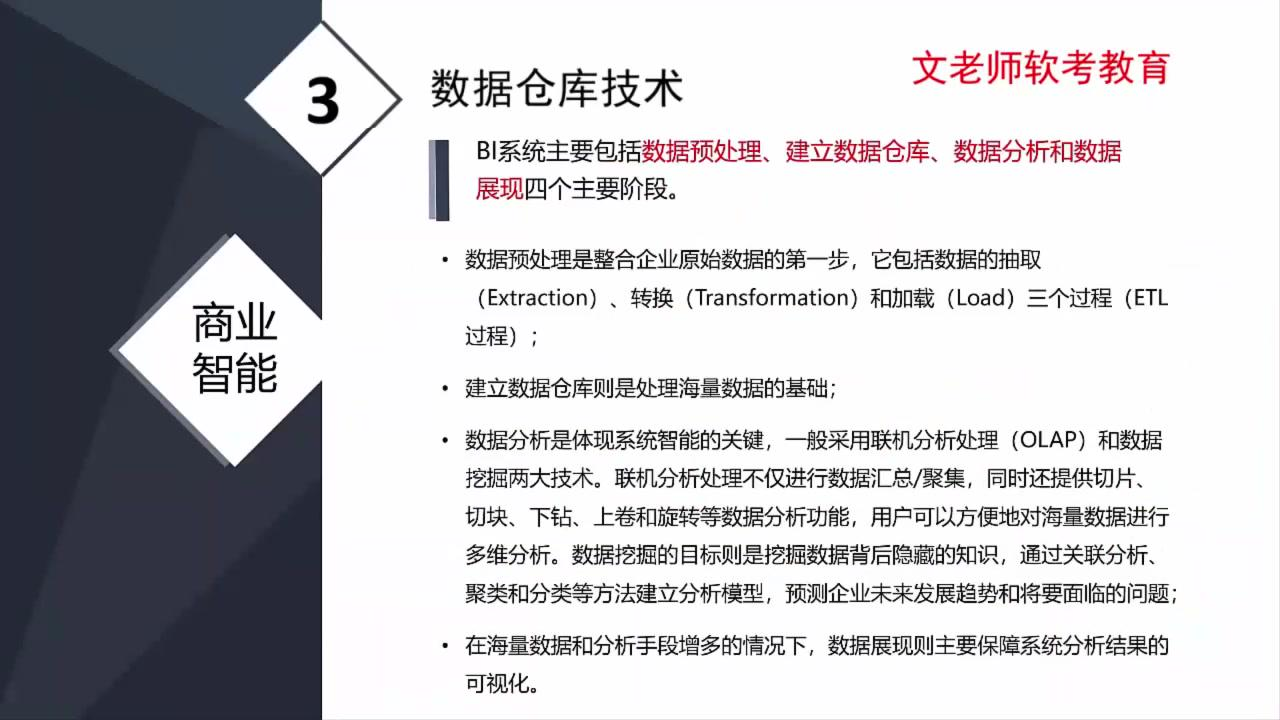 3
数据仓库技术
文老师软考教育
BI系统主要包括数据预处理、建立数据仓库、数据分析和数据
展现四个主要阶段。
商业
智能
• 数据预处理是整合企业原始数据的第一步，它包括数据的抽取
（Extraction）、转换（Transformation）和加载（Load）三个过程（ETL
过程）；
• 建立数据仓库则是处理海量数据的基础；
• 数据分析是体现系统智能的关键，一般采用联机分析处理（OLAP）和数据
挖掘两大技术。联机分析处理不仅进行数据汇总/聚集，同时还提供切片、
切块、下钻、上卷和旋转等数据分析功能，用户可以方便地对海量数据进行
多维分析。数据挖掘的目标则是挖掘数据背后隐藏的知识，通过关联分析、
聚类和分类等方法建立分析模型，预测企业未来发展趋势和将要面临的问题；
• 在海量数据和分析手段增多的情况下，数据展现则主要保障系统分析结果的
可视化。